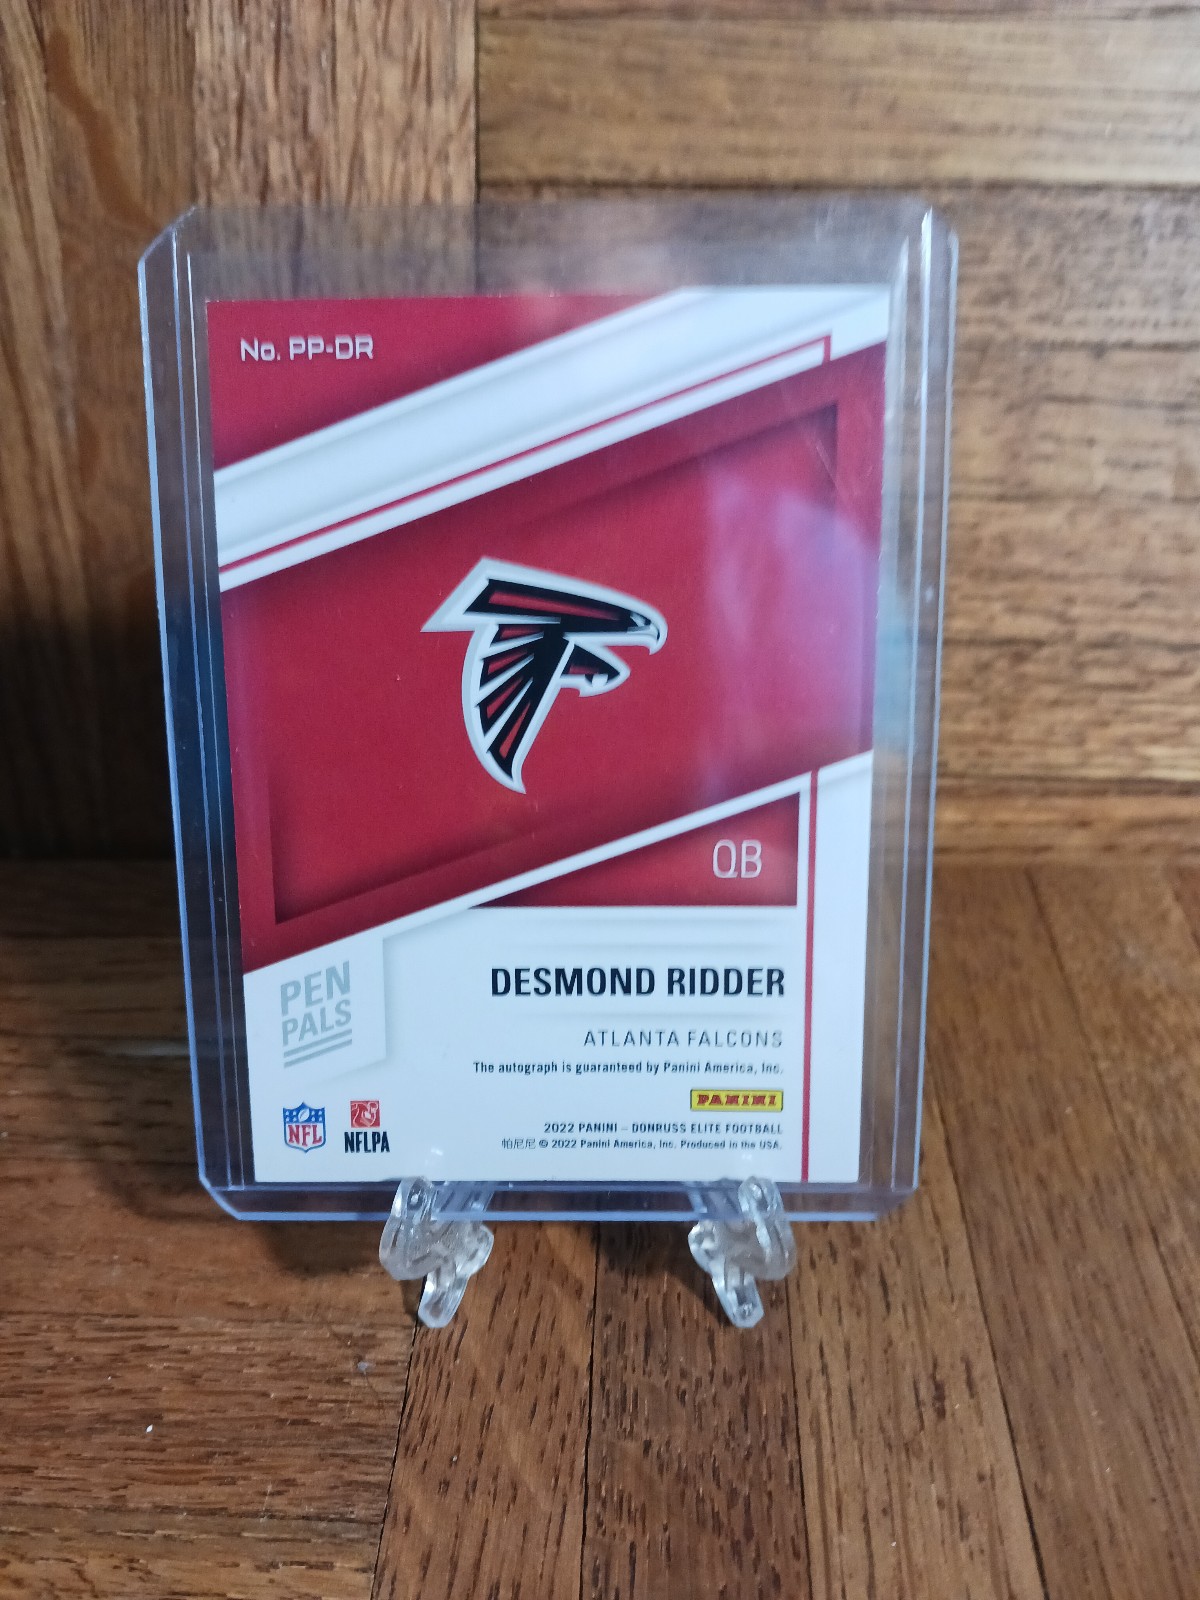 No. PP-DR
QB
PEN
PALS
DESMOND RIDDER
ATLANTA FALCONS
The autograph is guaranteed by Panini America, Inc.
PANINI
NFL
NFLPA
2022 PANINI – DONRUSS ELITE FOOTBALL
帕尼尼 © 2022 Panini America, Inc. Produced in the USA.